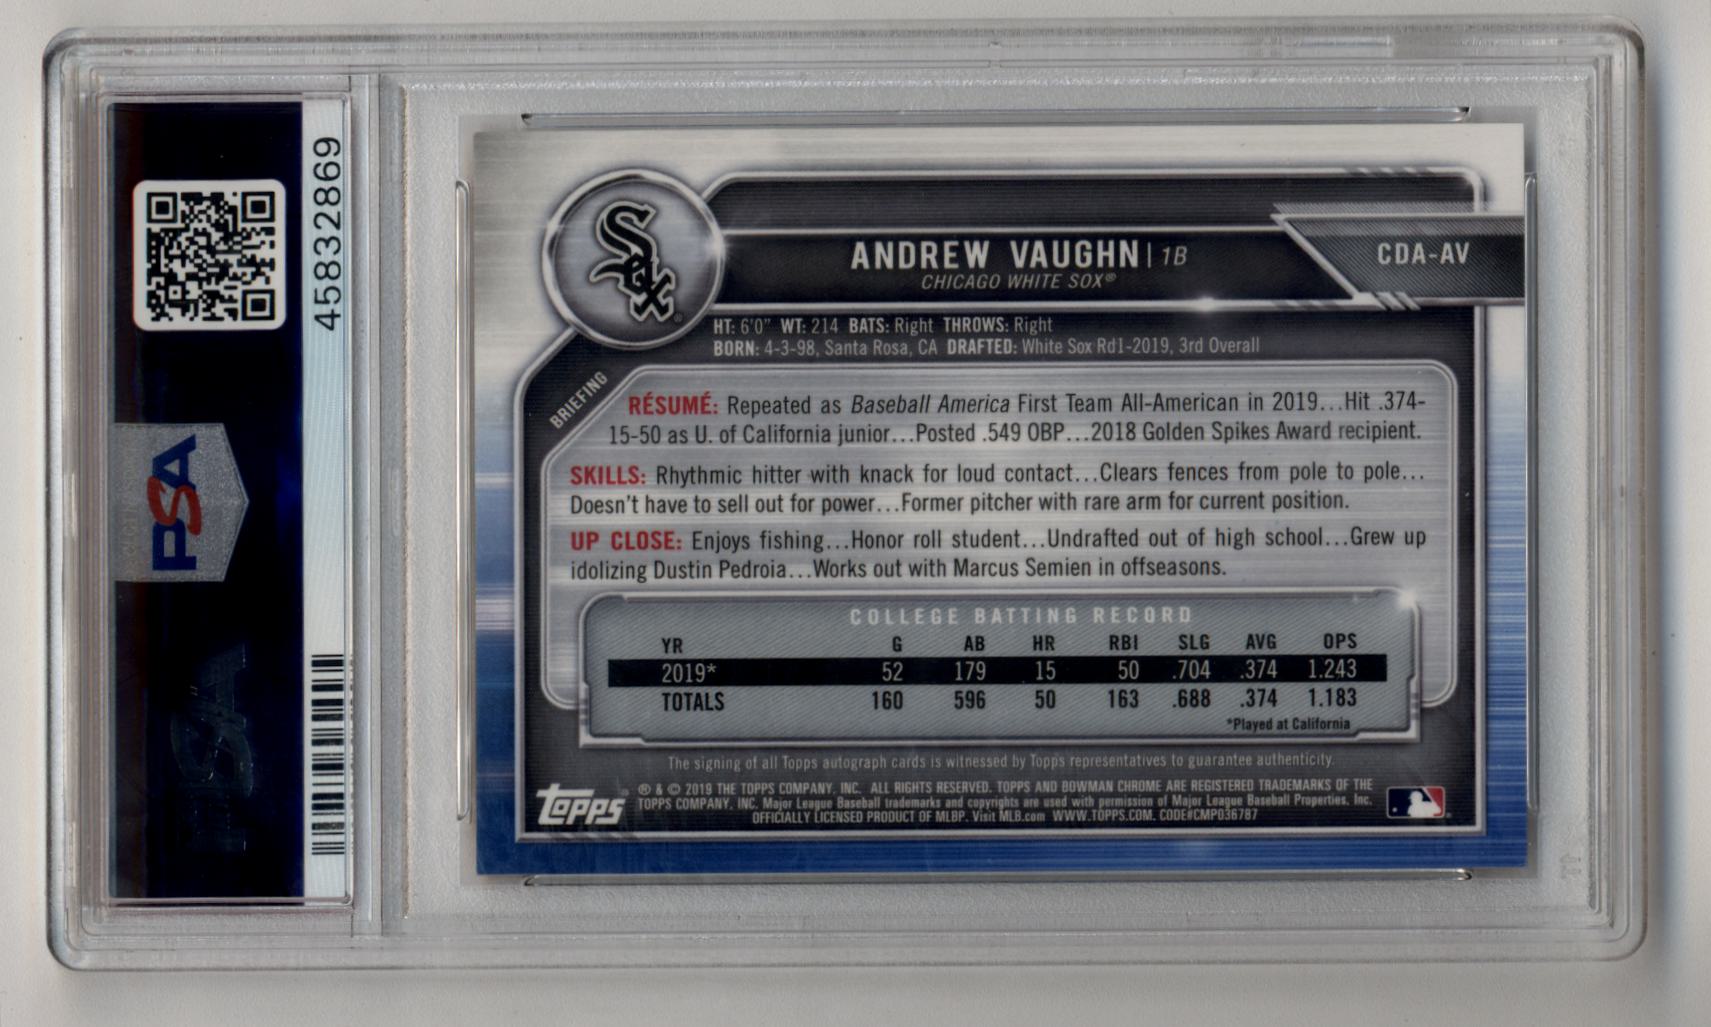 45832869
PSA
Sox
ANDREW VAUGHN | 1B
CHICAGO WHITE SOX®
CDA-AV
HT: 6'0" WT: 214 BATS: Right THROWS: Right
BORN: 4-3-98, Santa Rosa, CA DRAFTED: White Sox Rd1-2019, 3rd Overall
BRIEFING
RÉSUMÉ: Repeated as Baseball America First Team All-American in 2019...Hit .374-
15-50 as U. of California junior...Posted .549 OBP...2018 Golden Spikes Award recipient.
SKILLS: Rhythmic hitter with knack for loud contact...Clears fences from pole to pole...
Doesn't have to sell out for power...Former pitcher with rare arm for current position.
UP CLOSE: Enjoys fishing...Honor roll student...Undrafted out of high school...Grew up
idolizing Dustin Pedroia...Works out with Marcus Semien in offseasons.
COLLEGE BATTING RECORD
YR G AB HR RBI SLG AVG OPS
2019* 52 179 15 50 .704 .374 1.243
TOTALS 160 596 50 163 .688 .374 1.183
*Played at California
The signing of all Topps autograph cards is witnessed by Topps representatives to guarantee authenticity.
Topps®
® & © 2019 THE TOPPS COMPANY, INC. ALL RIGHTS RESERVED. TOPPS AND BOWMAN CHROME ARE REGISTERED TRADEMARKS OF THE
TOPPS COMPANY, INC. Major League Baseball trademarks and copyrights are used with permission of Major League Baseball Properties, Inc.
OFFICIALLY LICENSED PRODUCT OF MLBP. Visit MLB.com WWW.TOPPS.COM. CODE#CMP036787